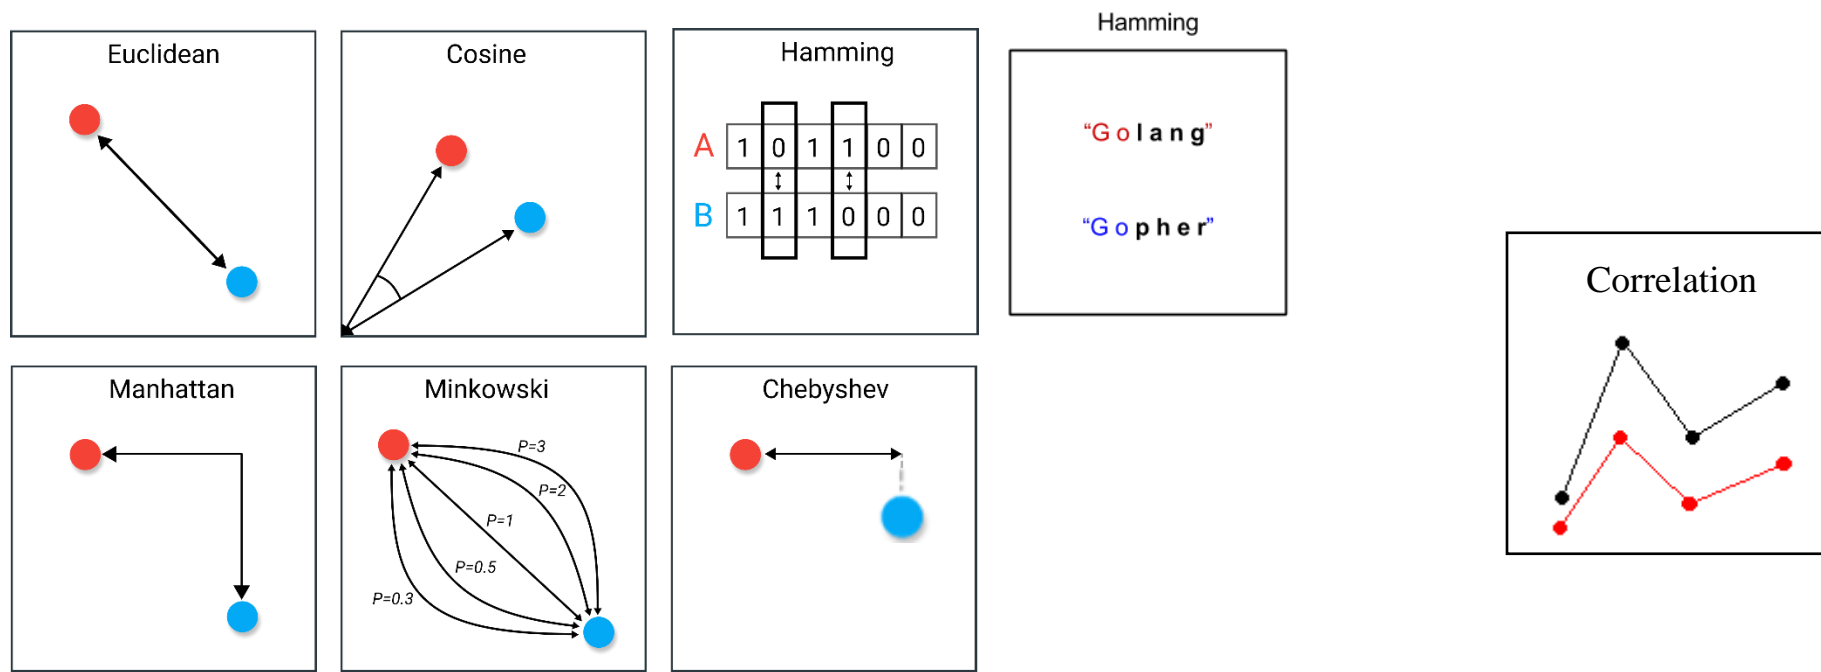 Euclidean
Cosine
Hamming
A 1 0 1 1 0 0
B 1 1 1 0 0 0
Hamming
“Golang”
“Gopher”
Correlation
Manhattan
Minkowski
P=3
P=2
P=1
P=0.5
P=0.3
Chebyshev